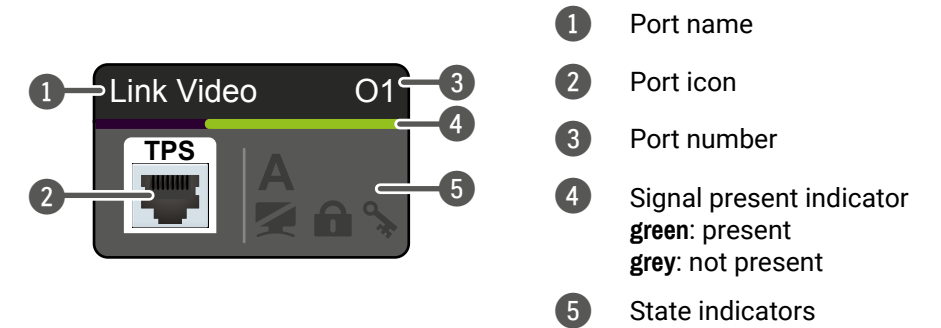 1 Link Video O1 3
4
TPS
2 A 5
1 Port name
2 Port icon
3 Port number
4 Signal present indicator
green: present
grey: not present
5 State indicators